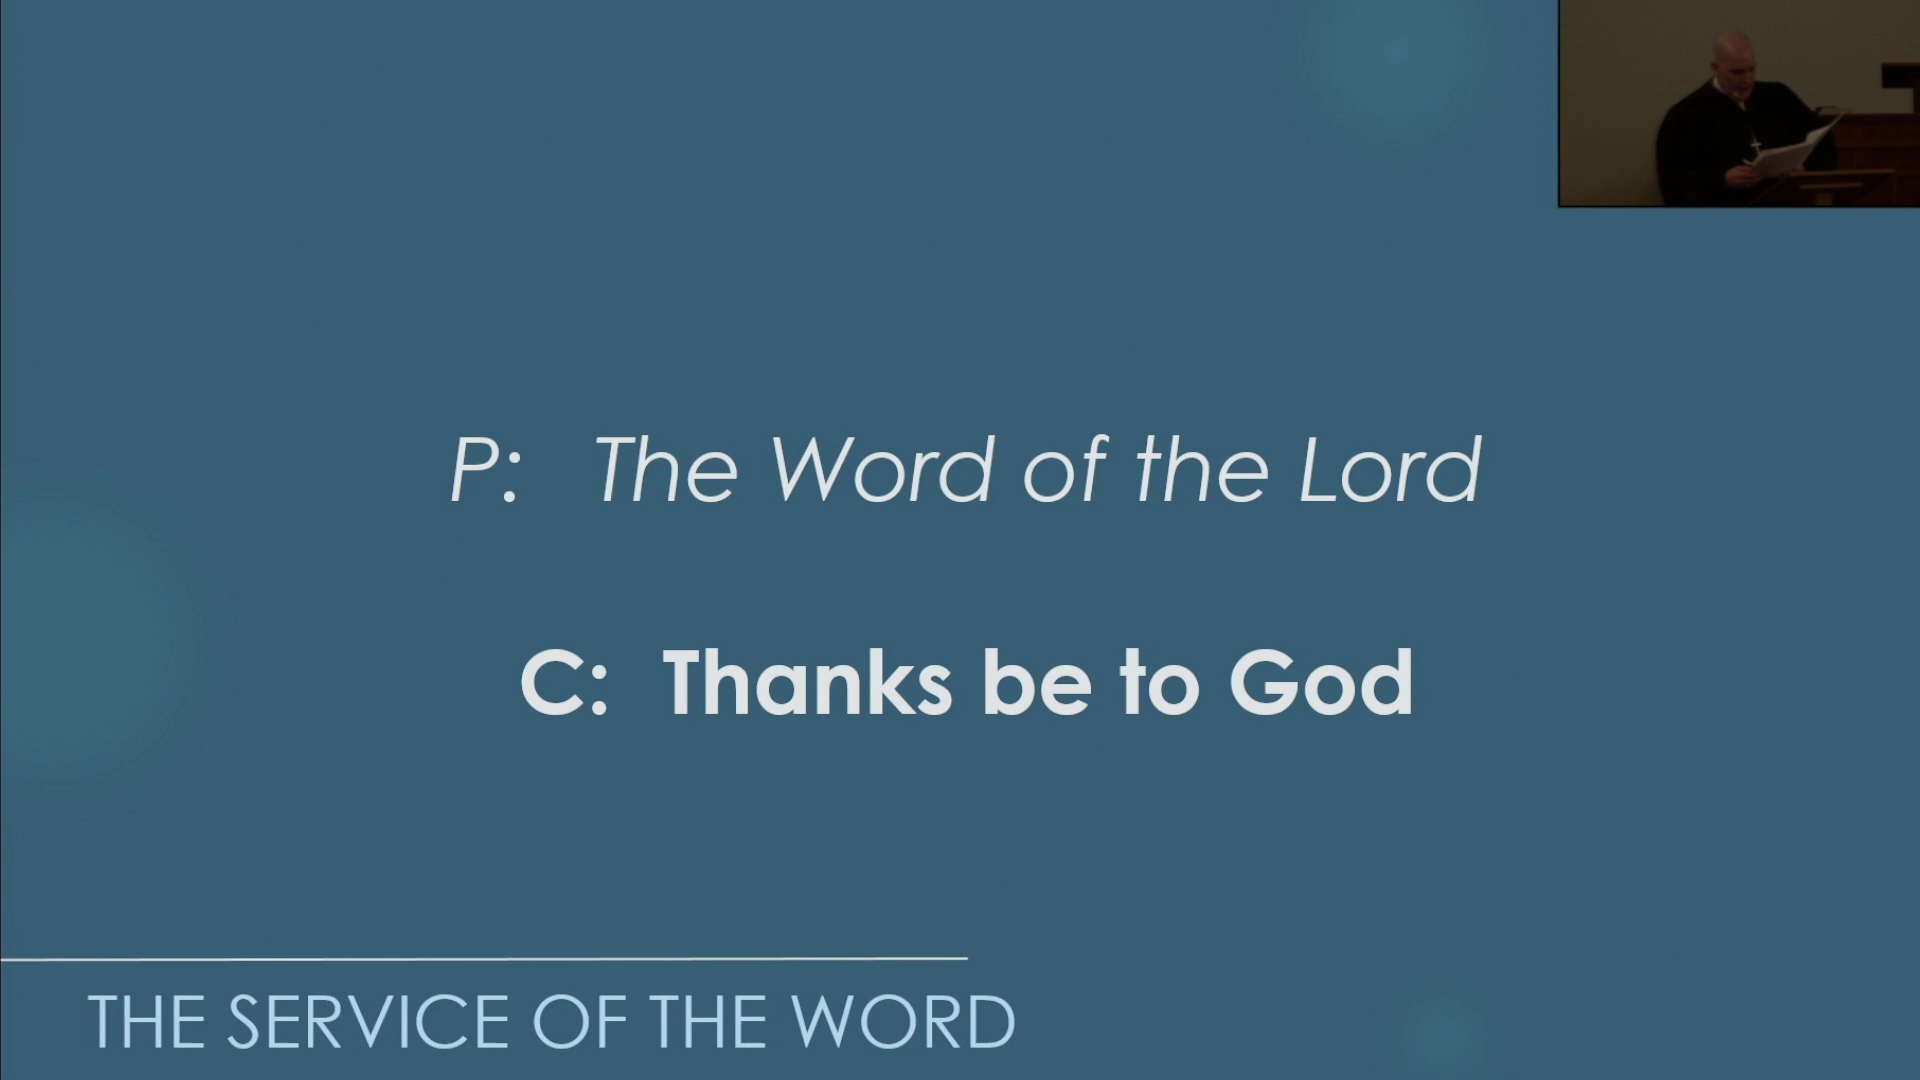 P: The Word of the Lord
C: Thanks be to God
THE SERVICE OF THE WORD